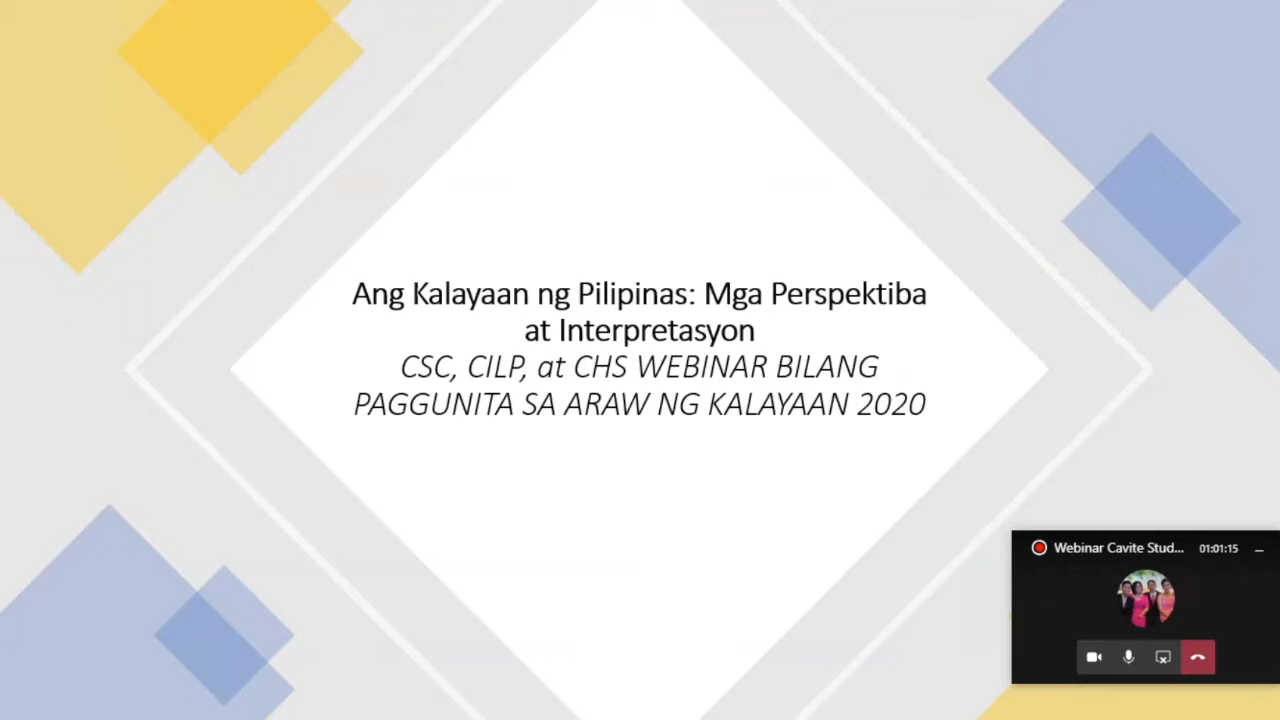 Ang Kalayaan ng Pilipinas: Mga Perspektiba
at Interpretasyon
CSC, CILP, at CHS WEBINAR BILANG
PAGGUNITA SA ARAW NG KALAYAAN 2020
Webinar Cavite Stud... 01:01:15